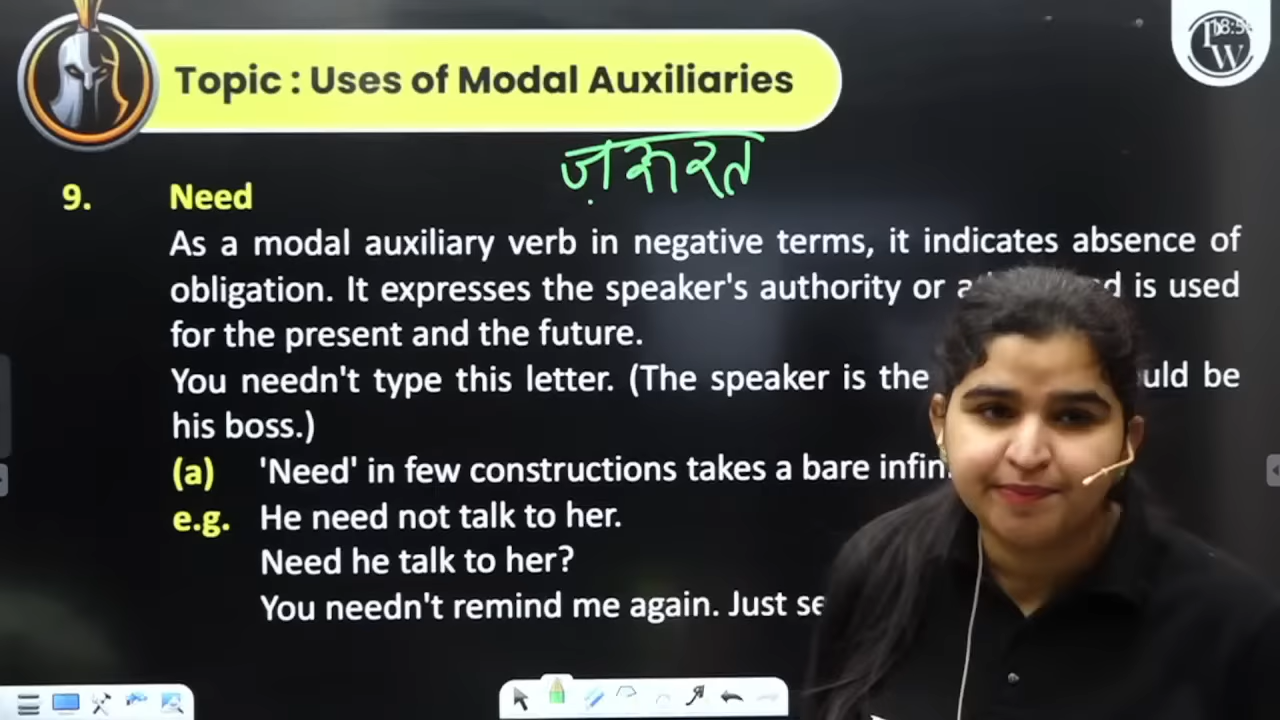 18:5
PW
Topic : Uses of Modal Auxiliaries
ज़रूरत
9. Need
As a modal auxiliary verb in negative terms, it indicates absence of
obligation. It expresses the speaker's authority or is used
for the present and the future.
You needn't type this letter. (The speaker is the be
his boss.)
(a) 'Need' in few constructions takes a bare
e.g. He need not talk to her.
Need he talk to her?
You needn't remind me again. Just